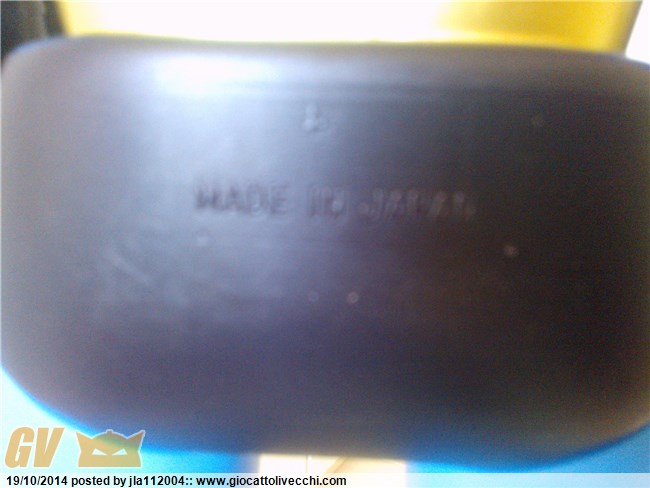 MADE IN JAPAN
GV
19/10/2014 posted by jla112004:: www.giocattolivecchi.com